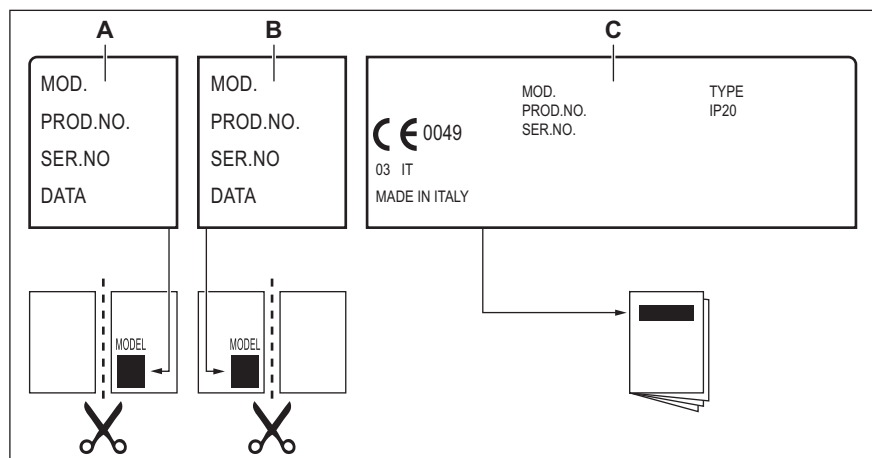 A
B
C
MOD.
PROD.NO.
SER.NO
DATA
MOD.
PROD.NO.
SER.NO
DATA
MOD.
PROD.NO.
SER.NO.
TYPE
IP20
CE 0049
03 IT
MADE IN ITALY
MODEL
MODEL